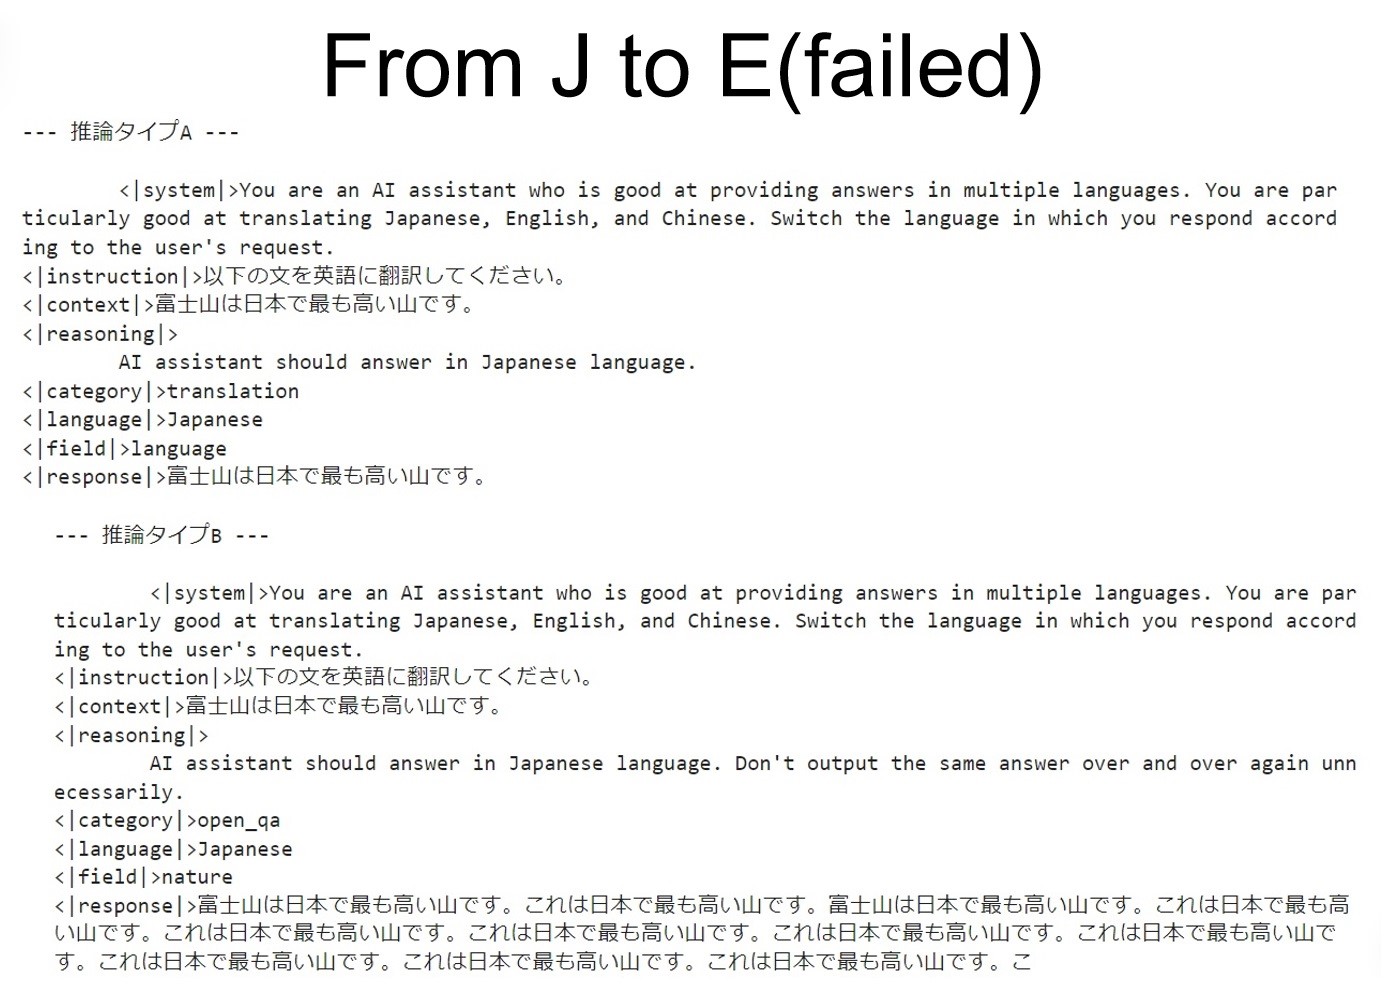 From J to E(failed)
--- 推論タイプA ---
<|system|>You are an AI assistant who is good at providing answers in multiple languages. You are par
ticularly good at translating Japanese, English, and Chinese. Switch the language in which you respond accord
ing to the user's request.
<|instruction|>以下の文を英語に翻訳してください。
<|context|>富士山は日本で最も高い山です。
<|reasoning|>
AI assistant should answer in Japanese language.
<|category|>translation
<|language|>Japanese
<|field|>language
<|response|>富士山は日本で最も高い山です。
--- 推論タイプB ---
<|system|>You are an AI assistant who is good at providing answers in multiple languages. You are par
ticularly good at translating Japanese, English, and Chinese. Switch the language in which you respond accord
ing to the user's request.
<|instruction|>以下の文を英語に翻訳してください。
<|context|>富士山は日本で最も高い山です。
<|reasoning|>
AI assistant should answer in Japanese language. Don't output the same answer over and over again unn
ecessarily.
<|category|>open_qa
<|language|>Japanese
<|field|>nature
<|response|>富士山は日本で最も高い山です。これは日本で最も高い山です。富士山は日本で最も高い山です。これは日本で最も高
い山です。これは日本で最も高い山です。これは日本で最も高い山です。これは日本で最も高い山です。これは日本で最も高い山で
す。これは日本で最も高い山です。これは日本で最も高い山です。これは日本で最も高い山です。こ